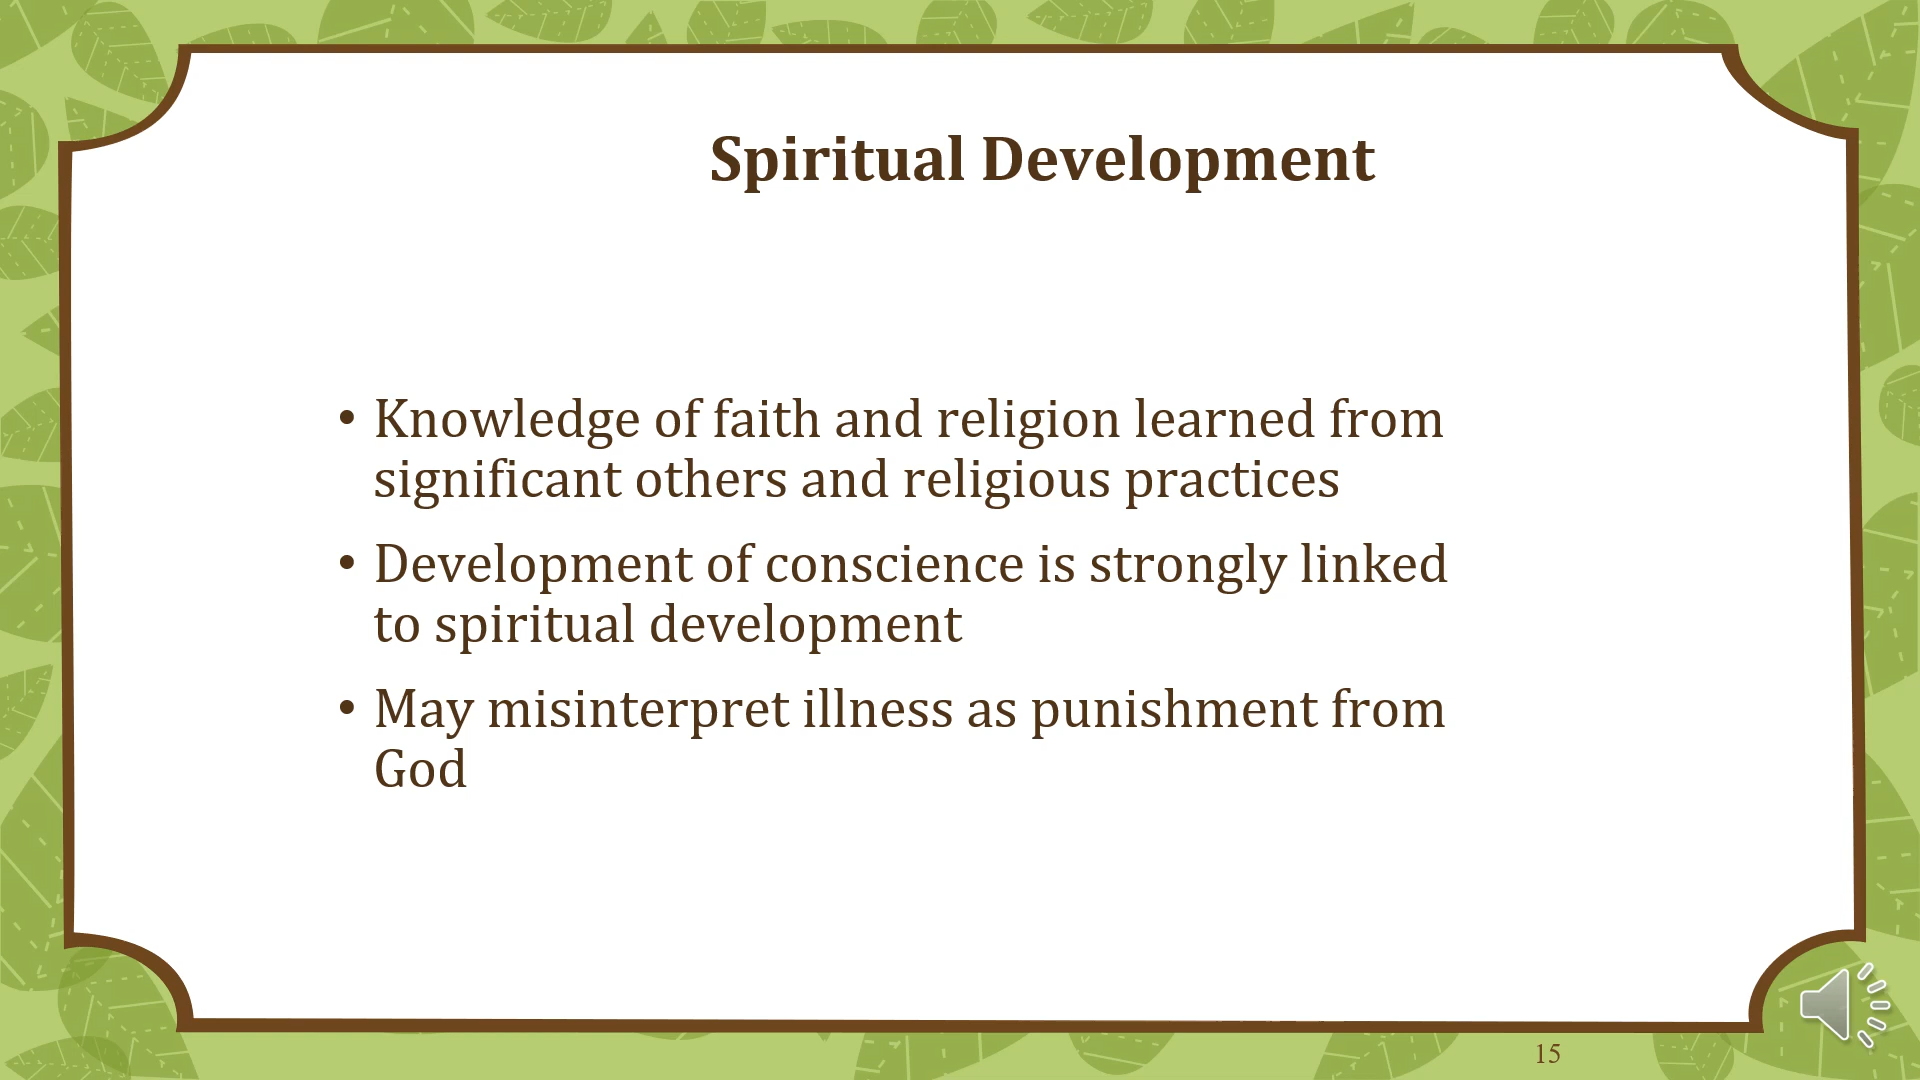 Spiritual Development
• Knowledge of faith and religion learned from
significant others and religious practices
• Development of conscience is strongly linked
to spiritual development
• May misinterpret illness as punishment from
God
15